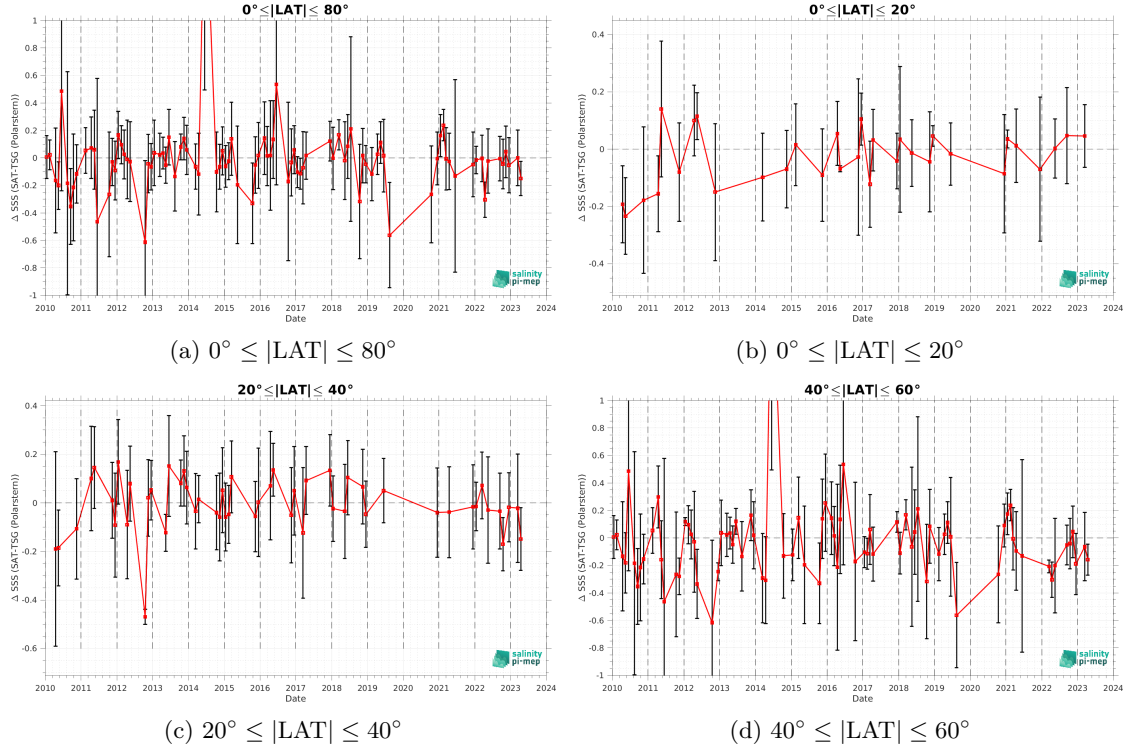 0°≤|LAT|≤ 80°
Δ SSS (SAT-TSG (Polarstern))
1
0.8
0.6
0.4
0.2
0
-0.2
-0.4
-0.6
-0.8
-1
2010 2011 2012 2013 2014 2015 2016 2017 2018 2019 2020 2021 2022 2023 2024
Date
salinity
pi-mep
(a) 0° ≤ |LAT| ≤ 80°
0°≤|LAT|≤ 20°
Δ SSS (SAT-TSG (Polarstern))
0.4
0.2
0
-0.2
-0.4
2010 2011 2012 2013 2014 2015 2016 2017 2018 2019 2020 2021 2022 2023 2024
Date
salinity
pi-mep
(b) 0° ≤ |LAT| ≤ 20°
20°≤|LAT|≤ 40°
Δ SSS (SAT-TSG (Polarstern))
0.4
0.2
0
-0.2
-0.4
-0.6
2010 2011 2012 2013 2014 2015 2016 2017 2018 2019 2020 2021 2022 2023 2024
Date
salinity
pi-mep
(c) 20° ≤ |LAT| ≤ 40°
40°≤|LAT|≤ 60°
Δ SSS (SAT-TSG (Polarstern))
1
0.8
0.6
0.4
0.2
0
-0.2
-0.4
-0.6
-0.8
-1
2010 2011 2012 2013 2014 2015 2016 2017 2018 2019 2020 2021 2022 2023 2024
Date
salinity
pi-mep
(d) 40° ≤ |LAT| ≤ 60°